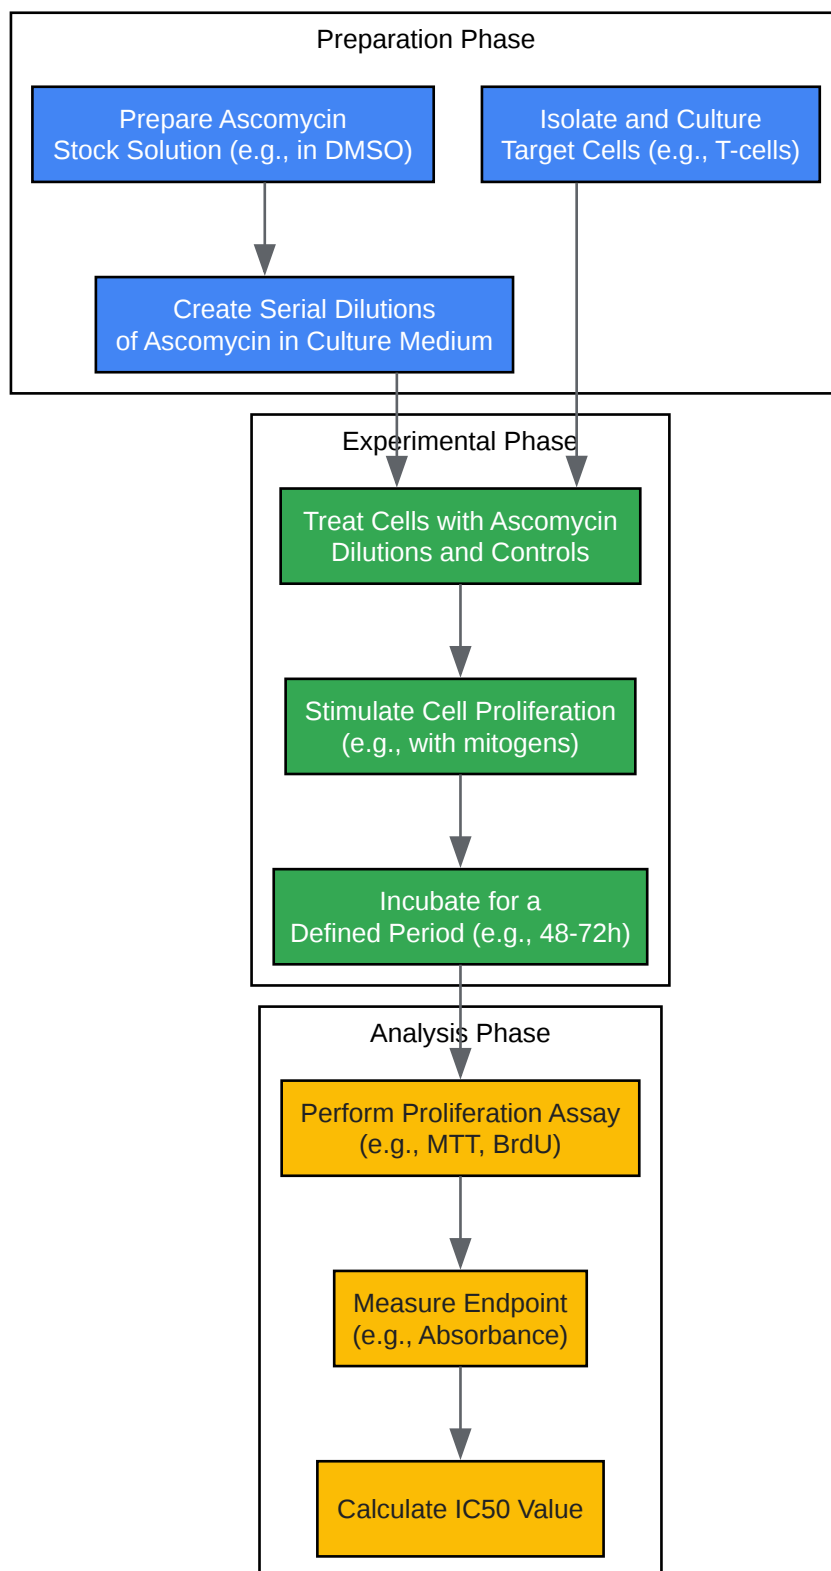 Preparation Phase
Prepare Ascomycin
Stock Solution (e.g., in DMSO)
Isolate and Culture
Target Cells (e.g., T-cells)
Create Serial Dilutions
of Ascomycin in Culture Medium
Experimental Phase
Treat Cells with Ascomycin
Dilutions and Controls
Stimulate Cell Proliferation
(e.g., with mitogens)
Incubate for a
Defined Period (e.g., 48-72h)
Analysis Phase
Perform Proliferation Assay
(e.g., MTT, BrdU)
Measure Endpoint
(e.g., Absorbance)
Calculate IC50 Value